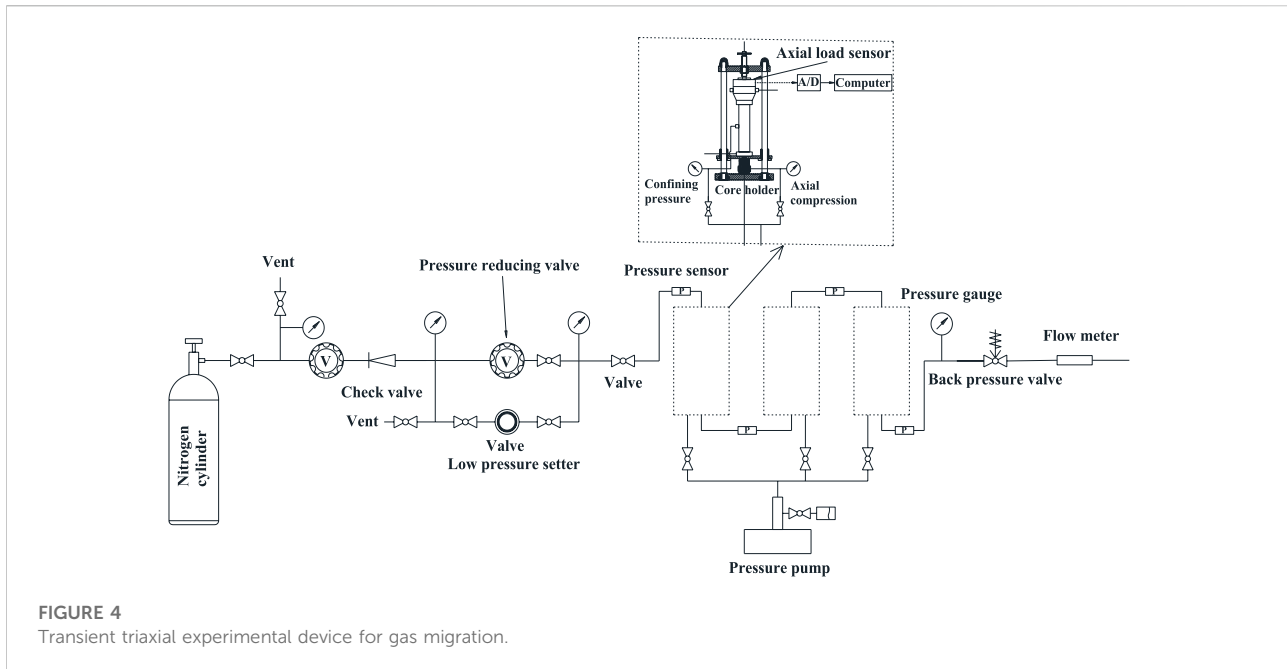 Axial load sensor
A/D
Computer
Confining
pressure
Core holder
Axial
compression
Vent
Pressure reducing valve
Pressure sensor
P
P
Pressure gauge
Flow meter
V
V
Check valve
Valve
Back pressure valve
Vent
P
P
Valve
Low pressure setter
Nitrogen
cylinder
Pressure pump
FIGURE 4
Transient triaxial experimental device for gas migration.